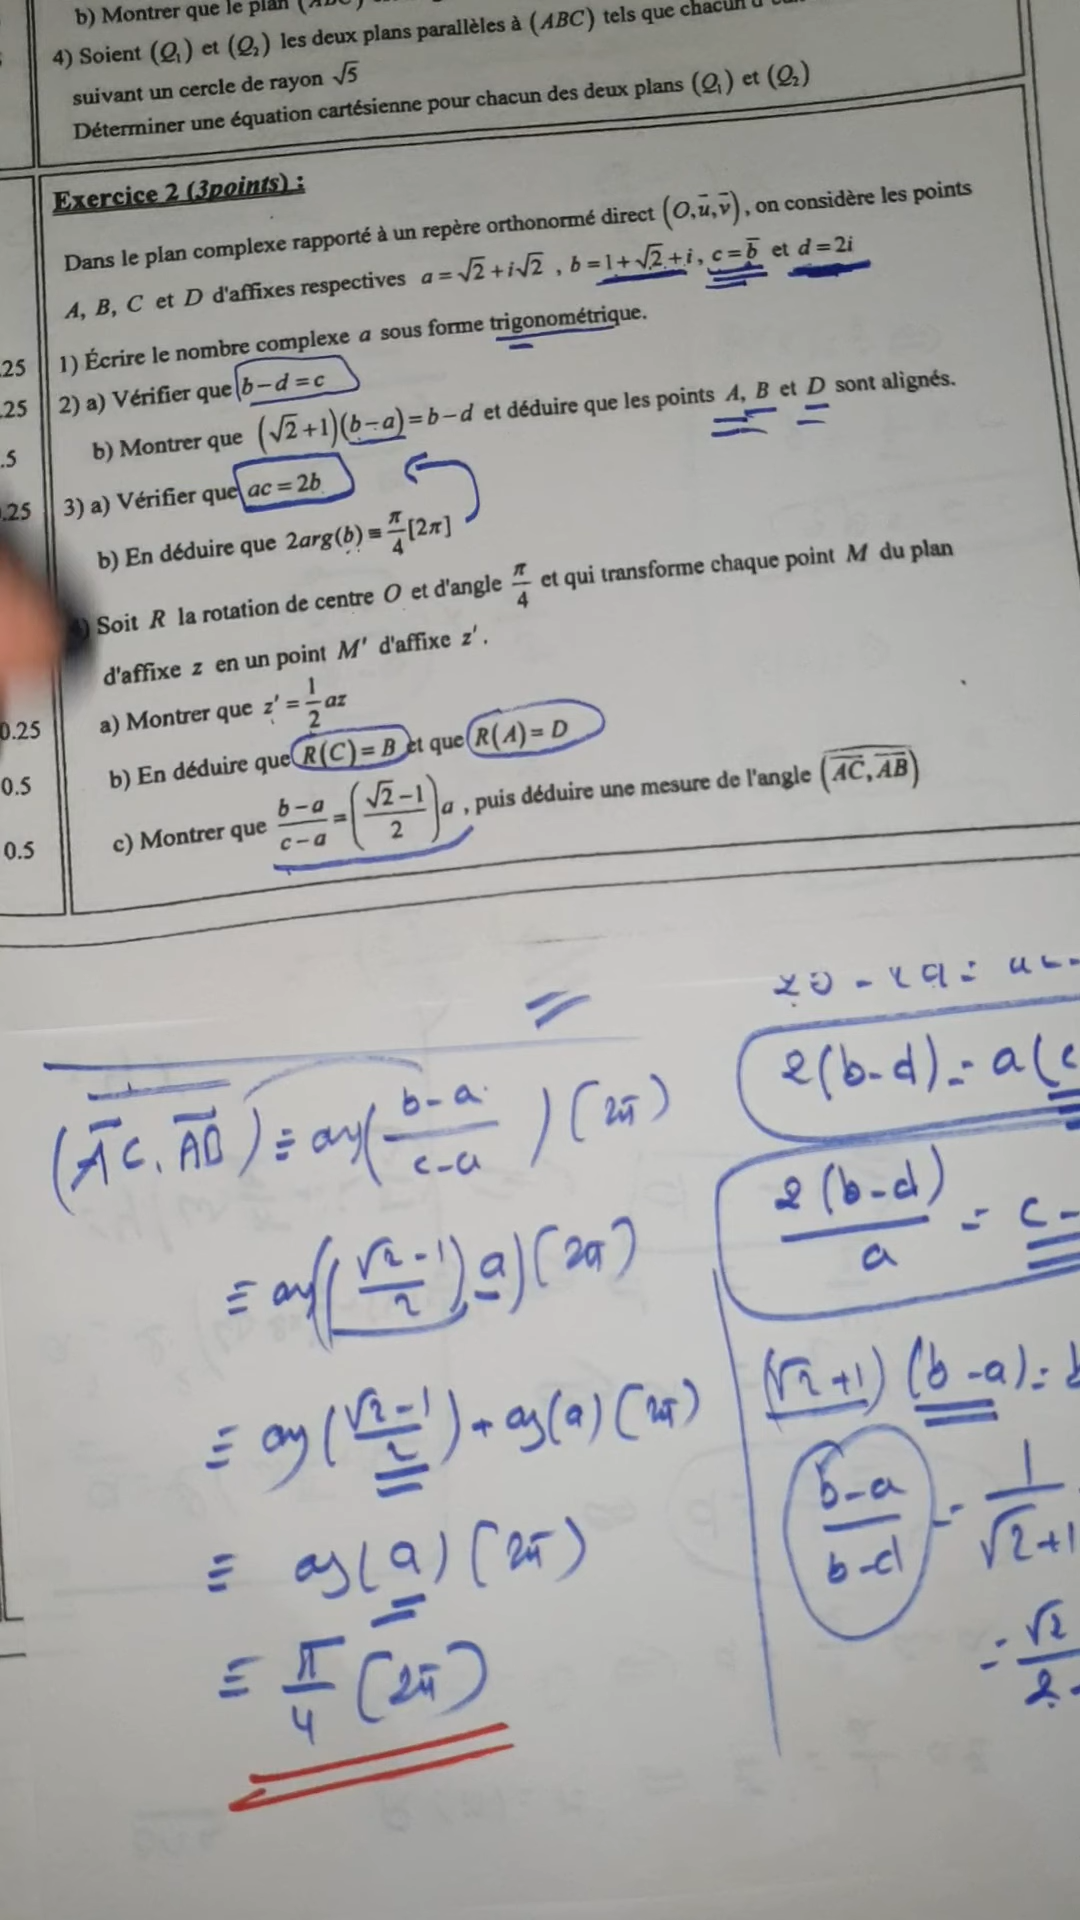 b) Montrer que le plan
4) Soient (Q₁) et (Q₂) les deux plans parallèles à (ABC) tels que chacun
suivant un cercle de rayon √5
Déterminer une équation cartésienne pour chacun des deux plans (Q₁) et (Q₂)
Exercice 2 (3points) :
Dans le plan complexe rapporté à un repère orthonormé direct (O,u⃗,v⃗), on considère les points
A, B, C et D d'affixes respectives a = √2 + i√2 , b = 1 + √2 + i , c = b̄ et d = 2i
.25 1) Écrire le nombre complexe a sous forme trigonométrique.
.25 2) a) Vérifier que b − d = c
.5 b) Montrer que (√2 + 1)(b − a) = b − d et déduire que les points A, B et D sont alignés.
.25 3) a) Vérifier que ac = 2b
b) En déduire que 2arg(b) ≡ π/4 [2π]
Soit R la rotation de centre O et d'angle π/4 et qui transforme chaque point M du plan
d'affixe z en un point M' d'affixe z' .
0.25 a) Montrer que z' = 1/2 az
0.5 b) En déduire que R(C) = B et que R(A) = D
0.5 c) Montrer que (b − a)/(c − a) = ((√2 − 1)/2) a , puis déduire une mesure de l'angle (AC⃗, AB⃗)
(AC, AB) ≡ arg((b-a)/(c-a)) (2π)
≡ arg(((√2-1)/2) a) (2π)
≡ arg((√2-1)/2) + arg(a) (2π)
≡ arg(a) (2π)
≡ π/4 (2π)
2(b-d) = a(c
2(b-d)/a = c -
(√2+1)(b-a) = b
(b-a)/(b-d) = 1/(√2+1)
= √2